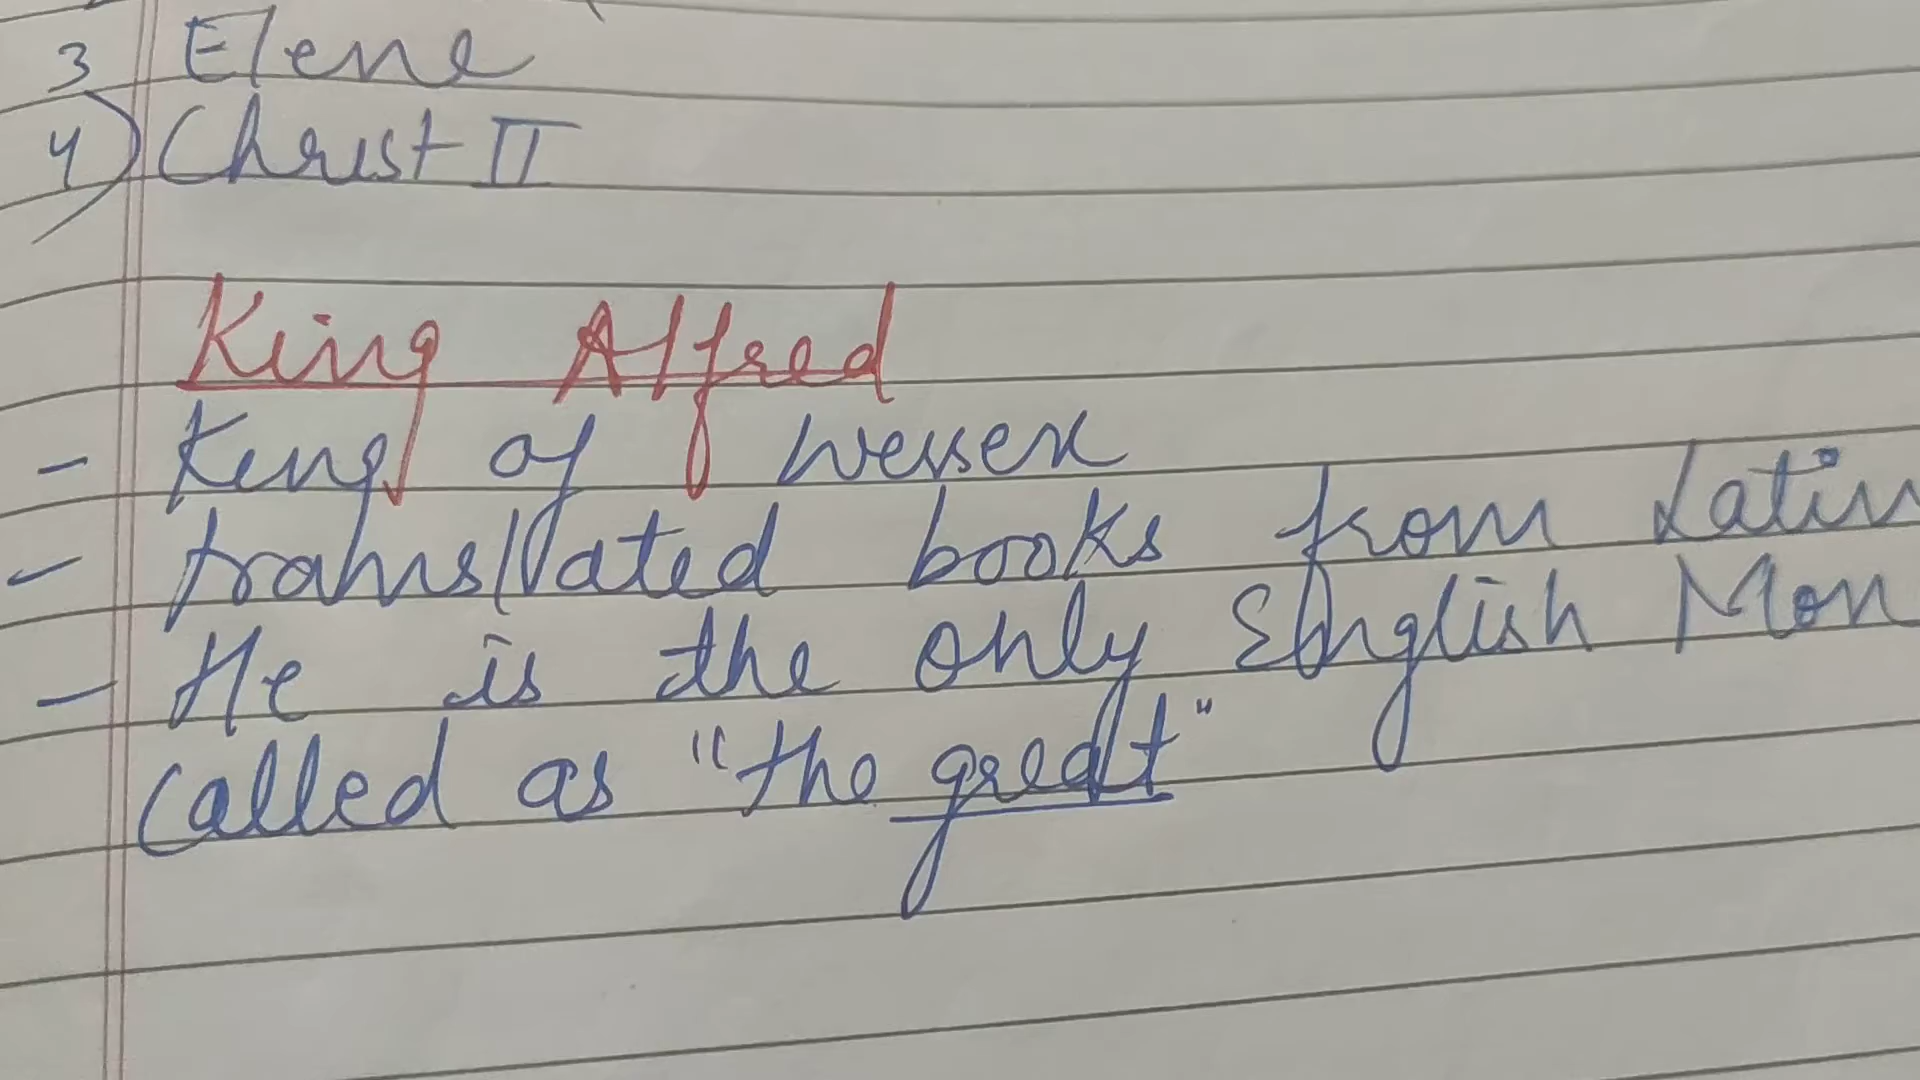 3 Elene
4) Christ II
King Alfred
- King of Wessex
- translated books from Latin
- He is the only English Mon
called as "the great"